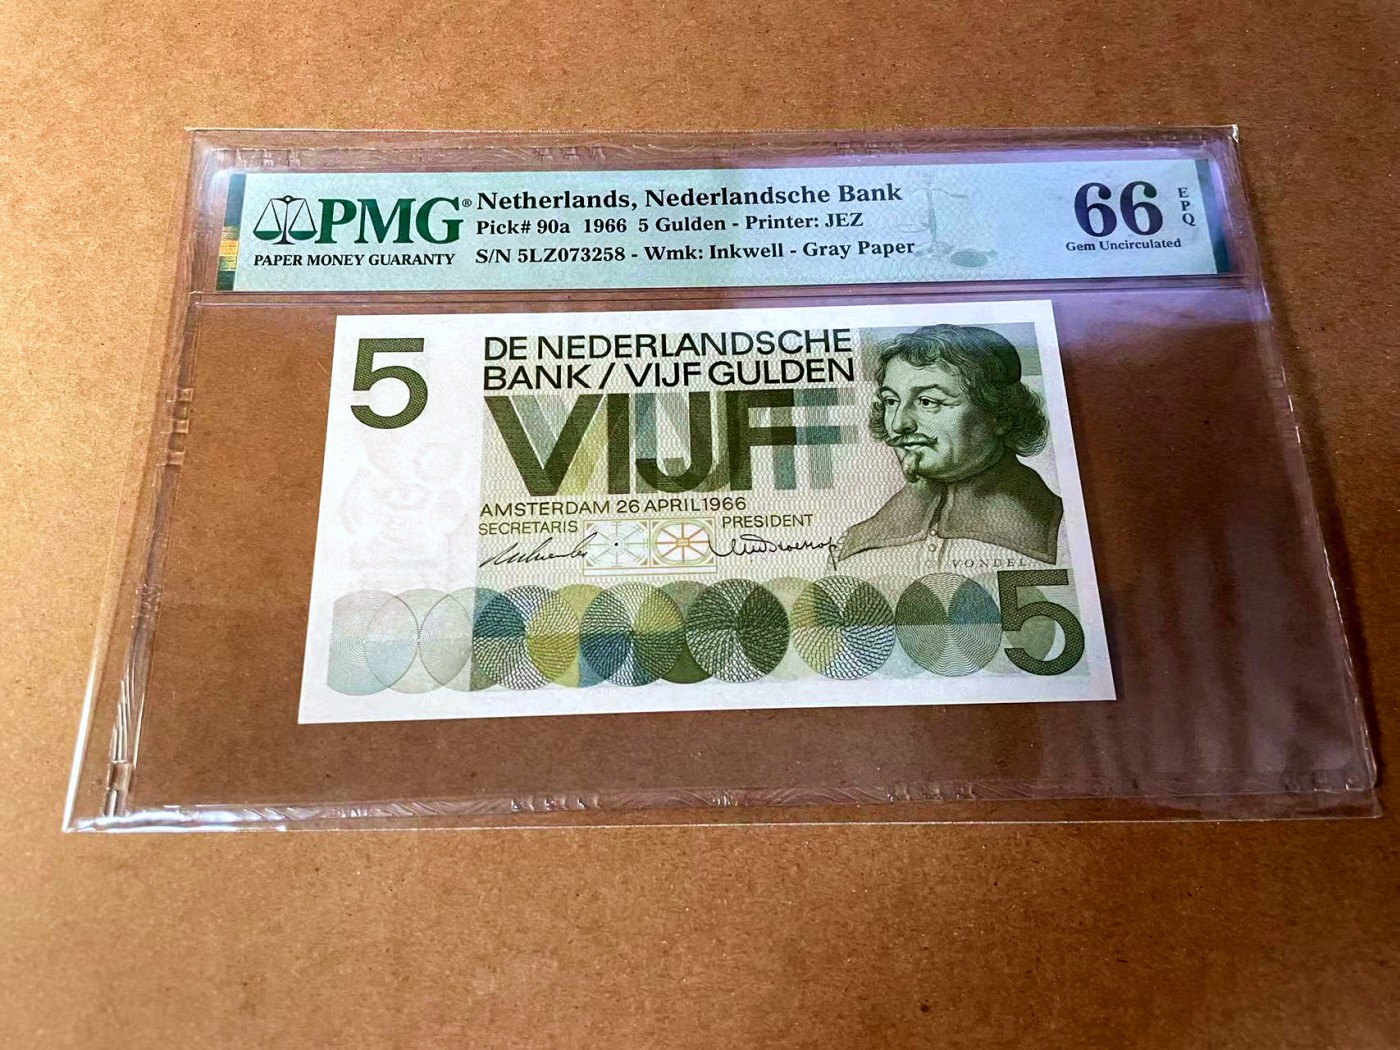 PMG®
PAPER MONEY GUARANTY
Netherlands, Nederlandsche Bank
Pick# 90a 1966 5 Gulden - Printer: JEZ
S/N 5LZ073258 - Wmk: Inkwell - Gray Paper
66
EPQ
Gem Uncirculated
5
DE NEDERLANDSCHE
BANK / VIJF GULDEN
VIJF
AMSTERDAM 26 APRIL 1966
SECRETARIS
PRESIDENT
VONDEL
5